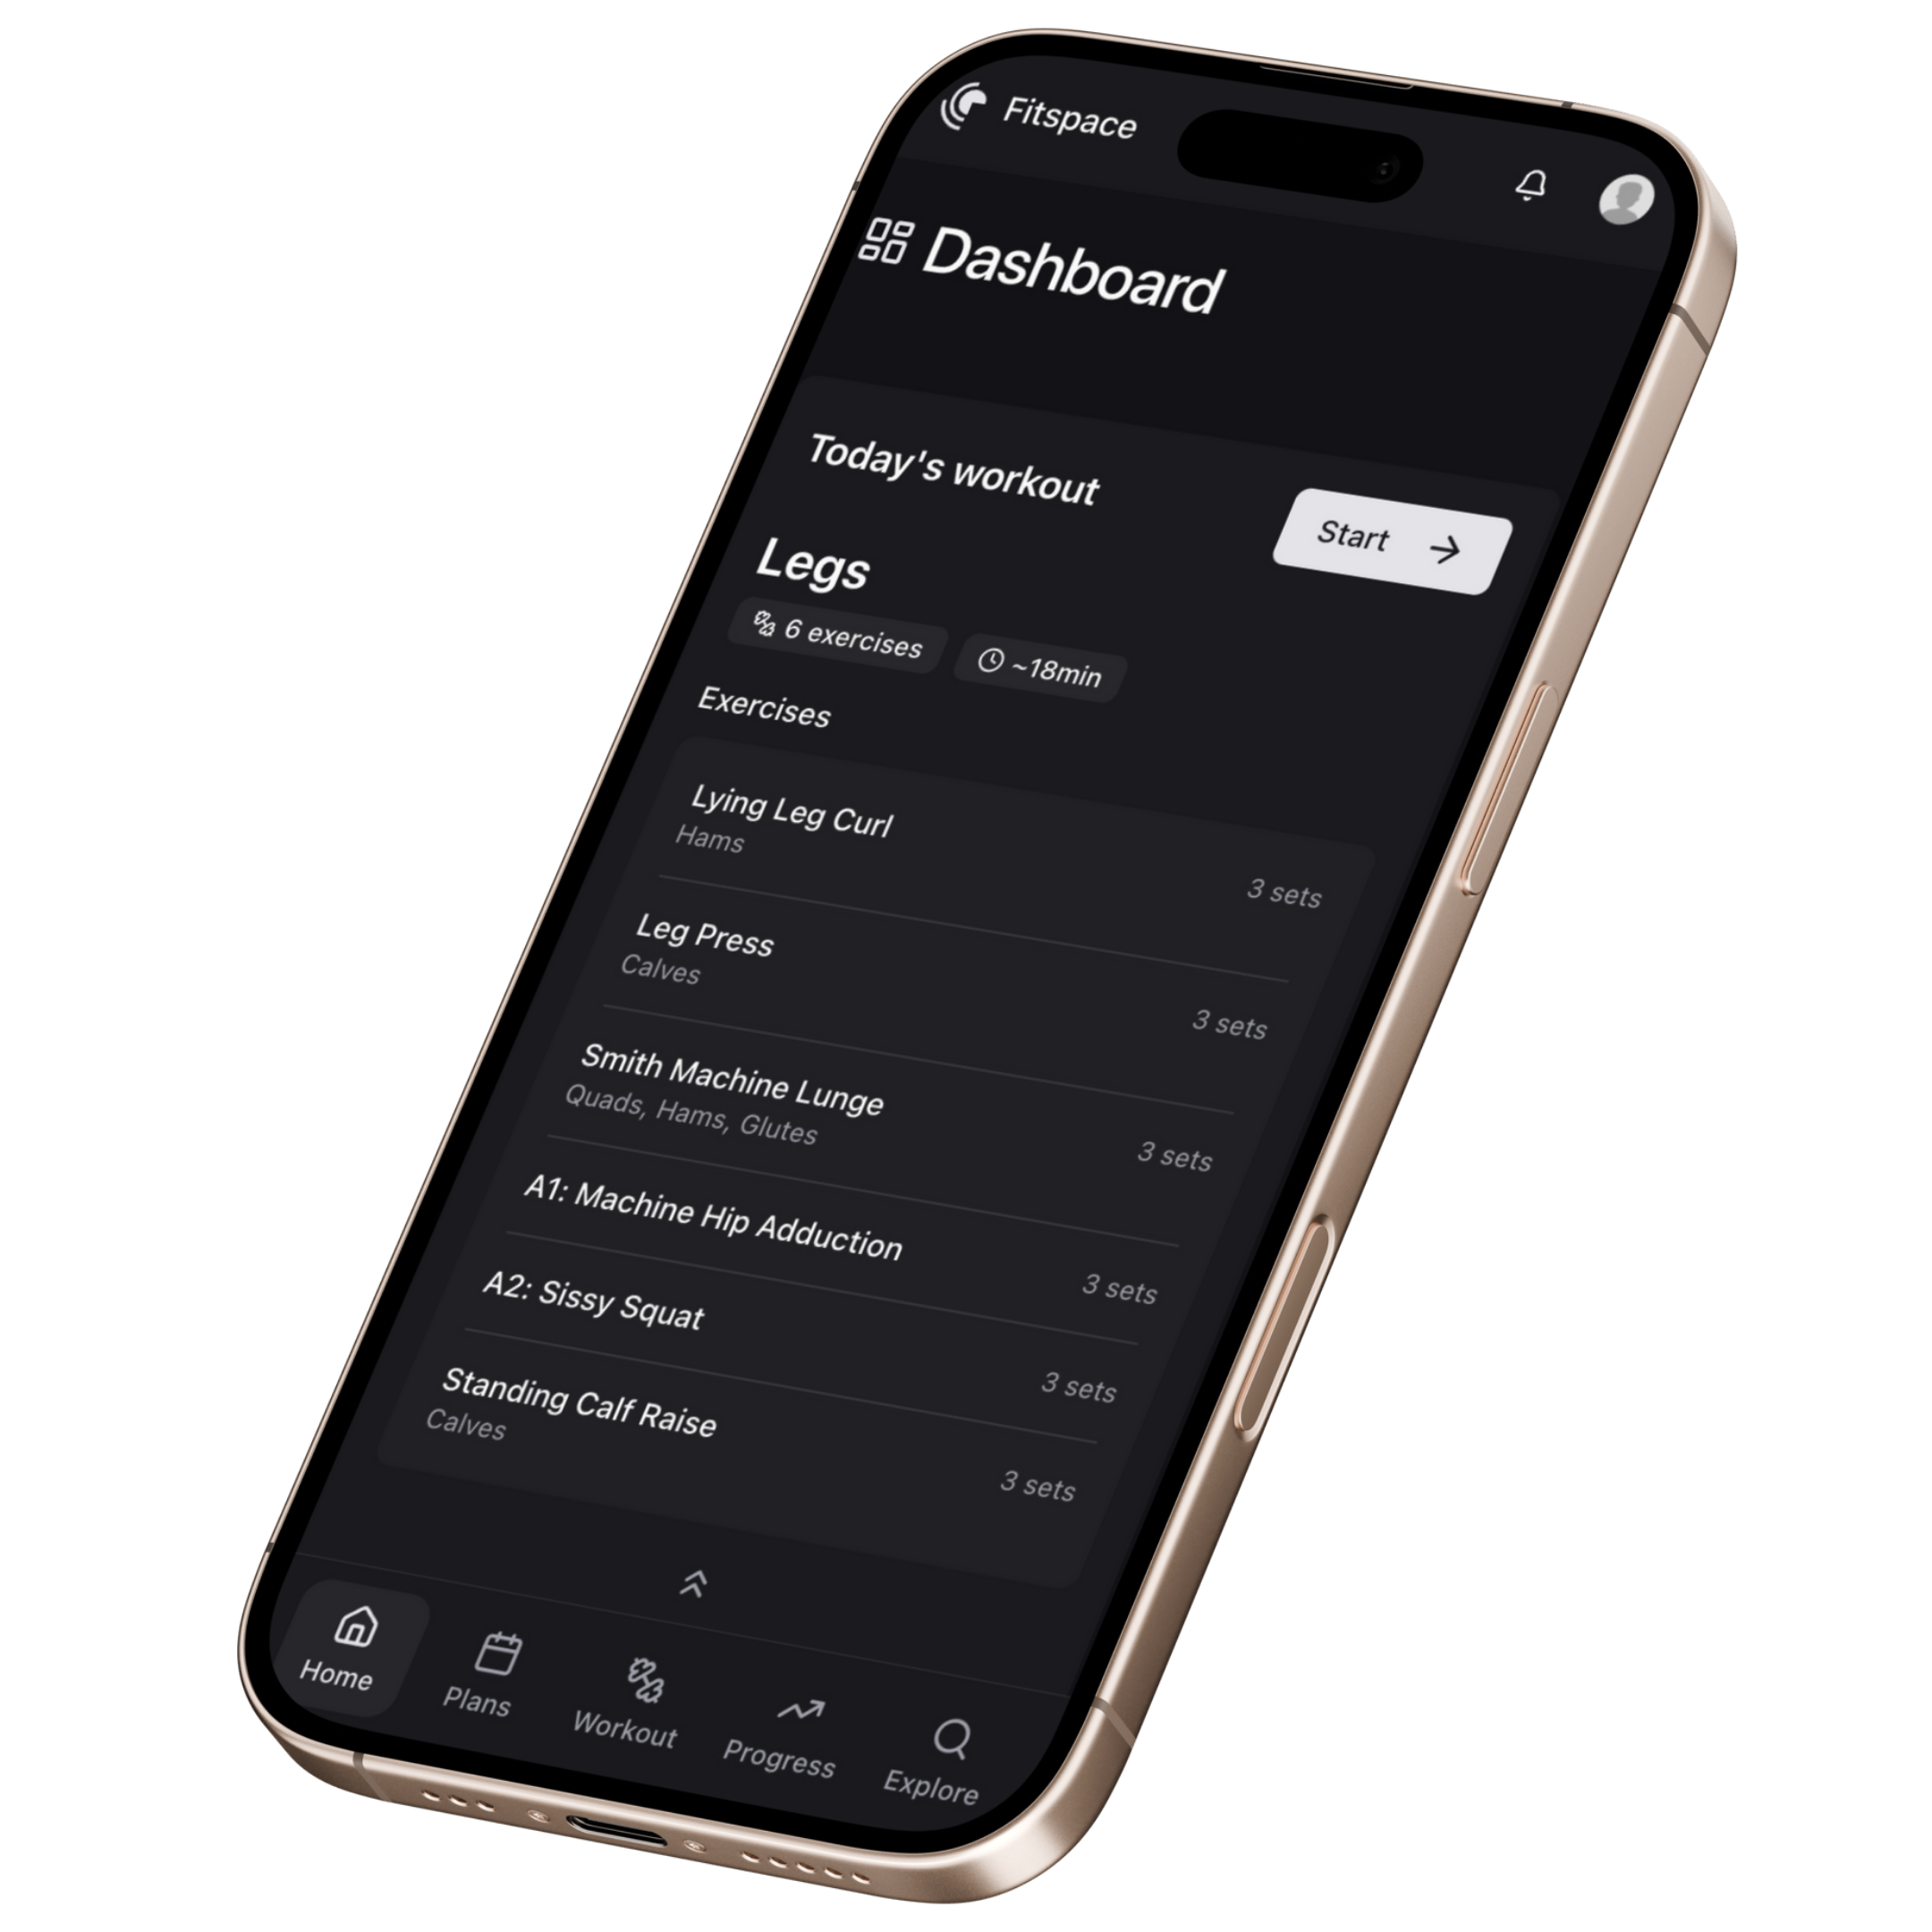 Fitspace
Dashboard
Today's workout
Start
Legs
6 exercises
~18min
Exercises
Lying Leg Curl
Hams
3 sets
Leg Press
Calves
3 sets
Smith Machine Lunge
Quads, Hams, Glutes
3 sets
A1: Machine Hip Adduction
3 sets
A2: Sissy Squat
3 sets
Standing Calf Raise
Calves
3 sets
Home
Plans
Workout
Progress
Explore